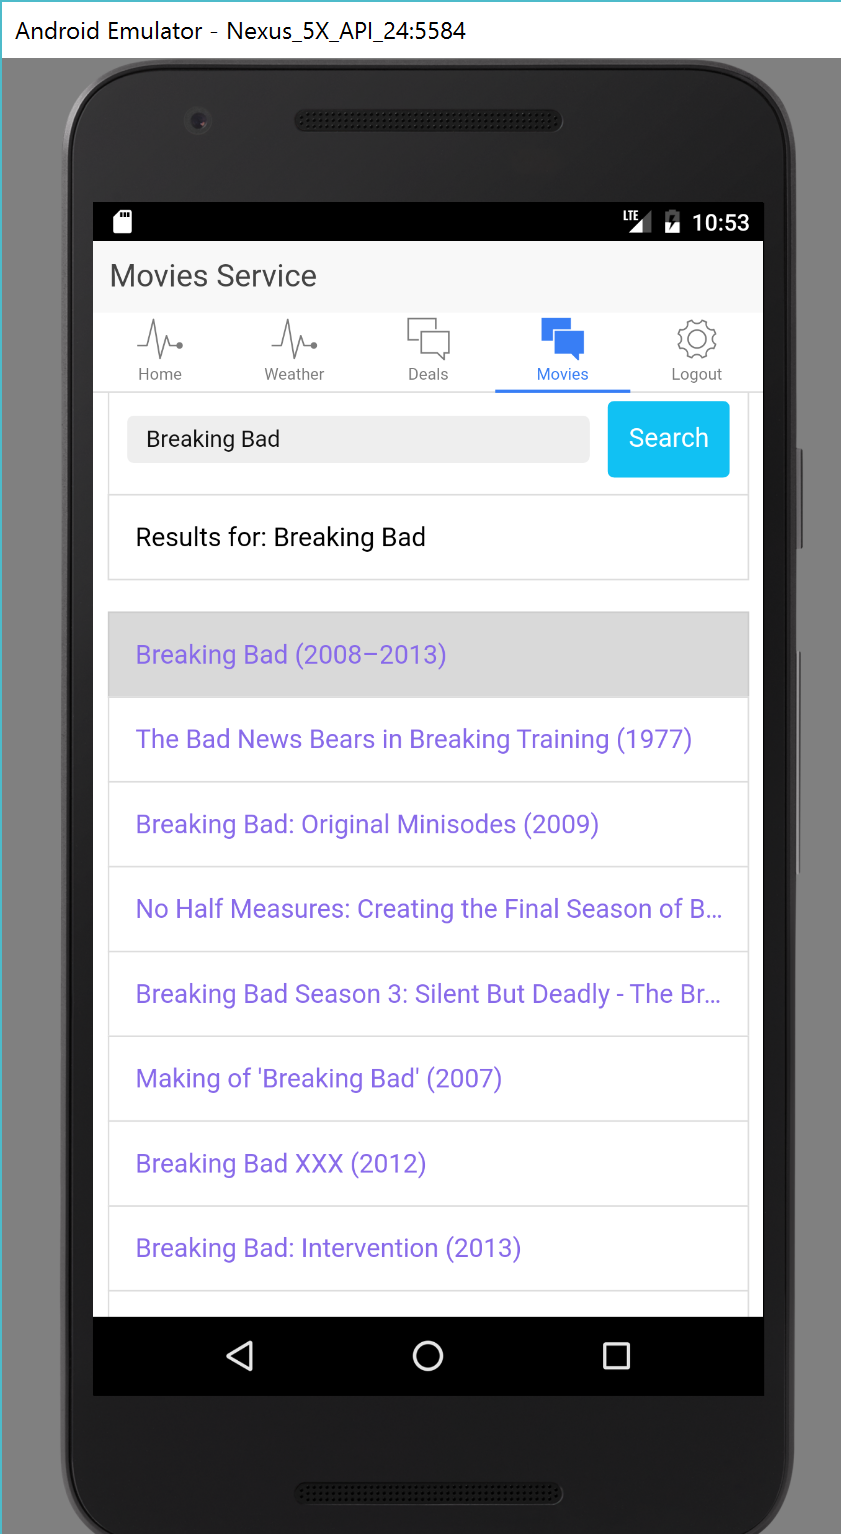 Android Emulator - Nexus_5X_API_24:5584
LTE 10:53
Movies Service
Home Weather Deals Movies Logout
Breaking Bad Search
Results for: Breaking Bad
Breaking Bad (2008–2013)
The Bad News Bears in Breaking Training (1977)
Breaking Bad: Original Minisodes (2009)
No Half Measures: Creating the Final Season of B...
Breaking Bad Season 3: Silent But Deadly - The Br...
Making of 'Breaking Bad' (2007)
Breaking Bad XXX (2012)
Breaking Bad: Intervention (2013)